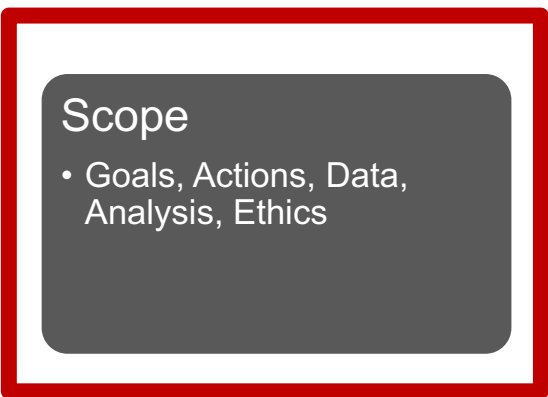 Scope
• Goals, Actions, Data,
Analysis, Ethics